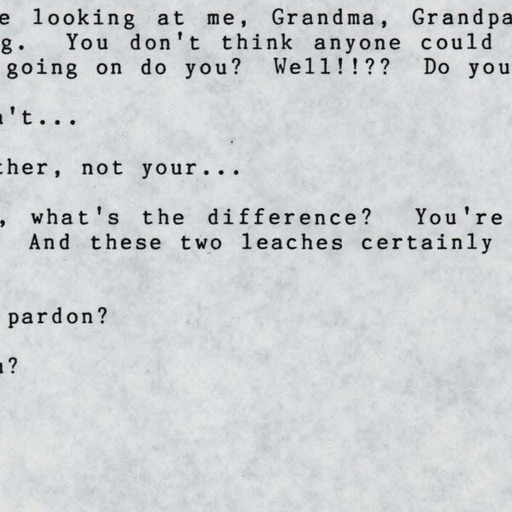 e looking at me, Grandma, Grandpa
g.  You don't think anyone could
going on do you?  Well!!??  Do you
n't...
ther, not your...
, what's the difference?  You're
And these two leaches certainly
pardon?
u?